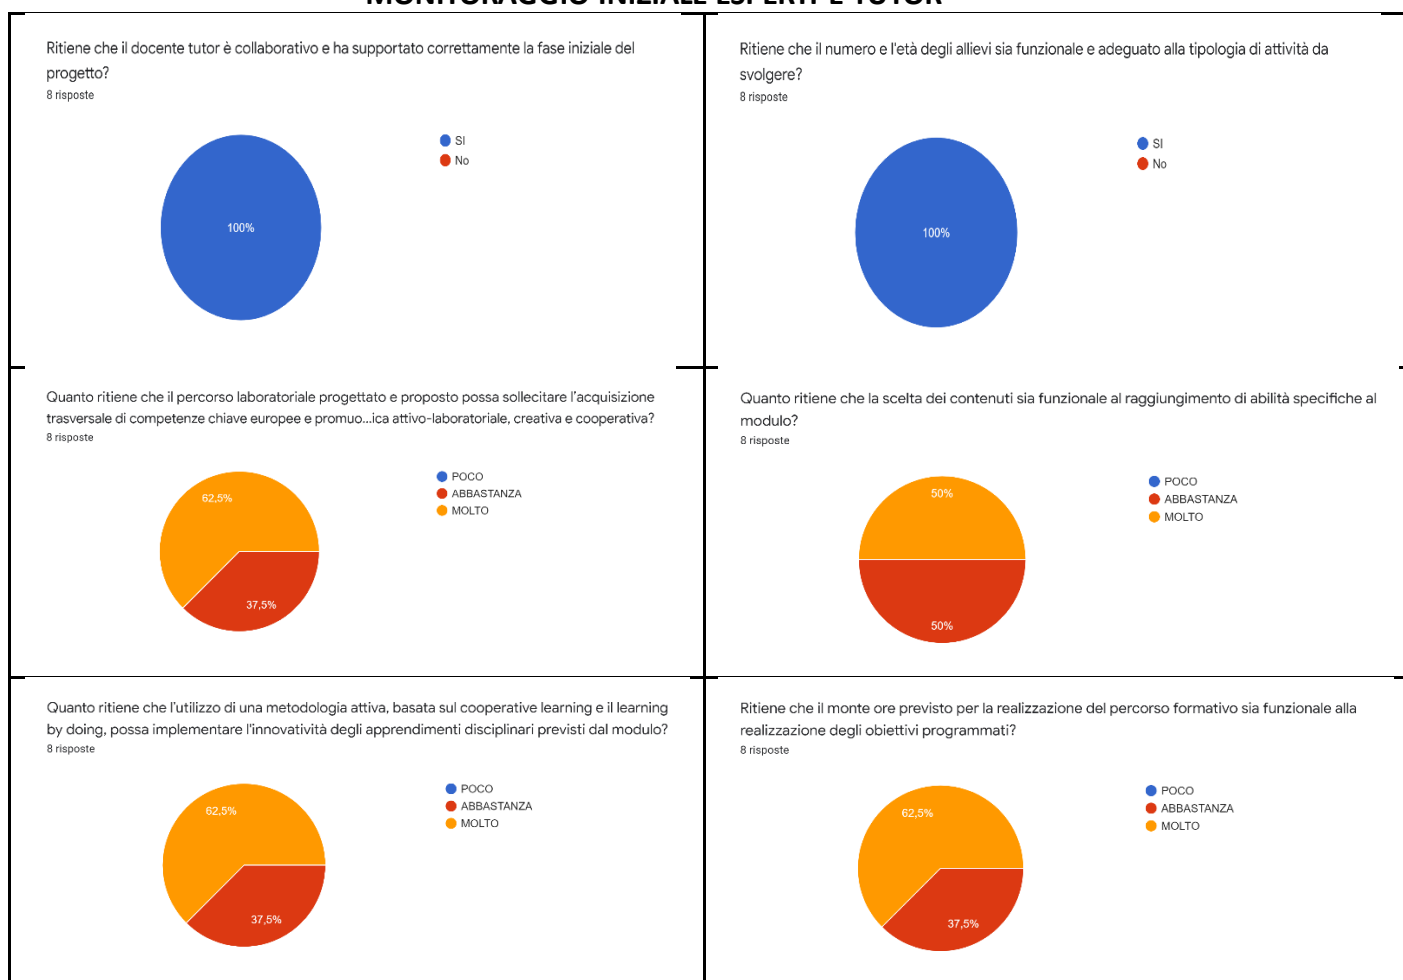 MONITORAGGIO INIZIALE ESPERTI E TUTOR
Ritiene che il docente tutor è collaborativo e ha supportato correttamente la fase iniziale del
progetto?
8 risposte
SI
No
100%
Ritiene che il numero e l'età degli allievi sia funzionale e adeguato alla tipologia di attività da
svolgere?
8 risposte
SI
No
100%
Quanto ritiene che il percorso laboratoriale progettato e proposto possa sollecitare l'acquisizione
trasversale di competenze chiave europee e promuo...ica attivo-laboratoriale, creativa e cooperativa?
8 risposte
POCO
ABBASTANZA
MOLTO
62,5%
37,5%
Quanto ritiene che la scelta dei contenuti sia funzionale al raggiungimento di abilità specifiche al
modulo?
8 risposte
POCO
ABBASTANZA
MOLTO
50%
50%
Quanto ritiene che l'utilizzo di una metodologia attiva, basata sul cooperative learning e il learning
by doing, possa implementare l'innovatività degli apprendimenti disciplinari previsti dal modulo?
8 risposte
POCO
ABBASTANZA
MOLTO
62,5%
37,5%
Ritiene che il monte ore previsto per la realizzazione del percorso formativo sia funzionale alla
realizzazione degli obiettivi programmati?
8 risposte
POCO
ABBASTANZA
MOLTO
62,5%
37,5%